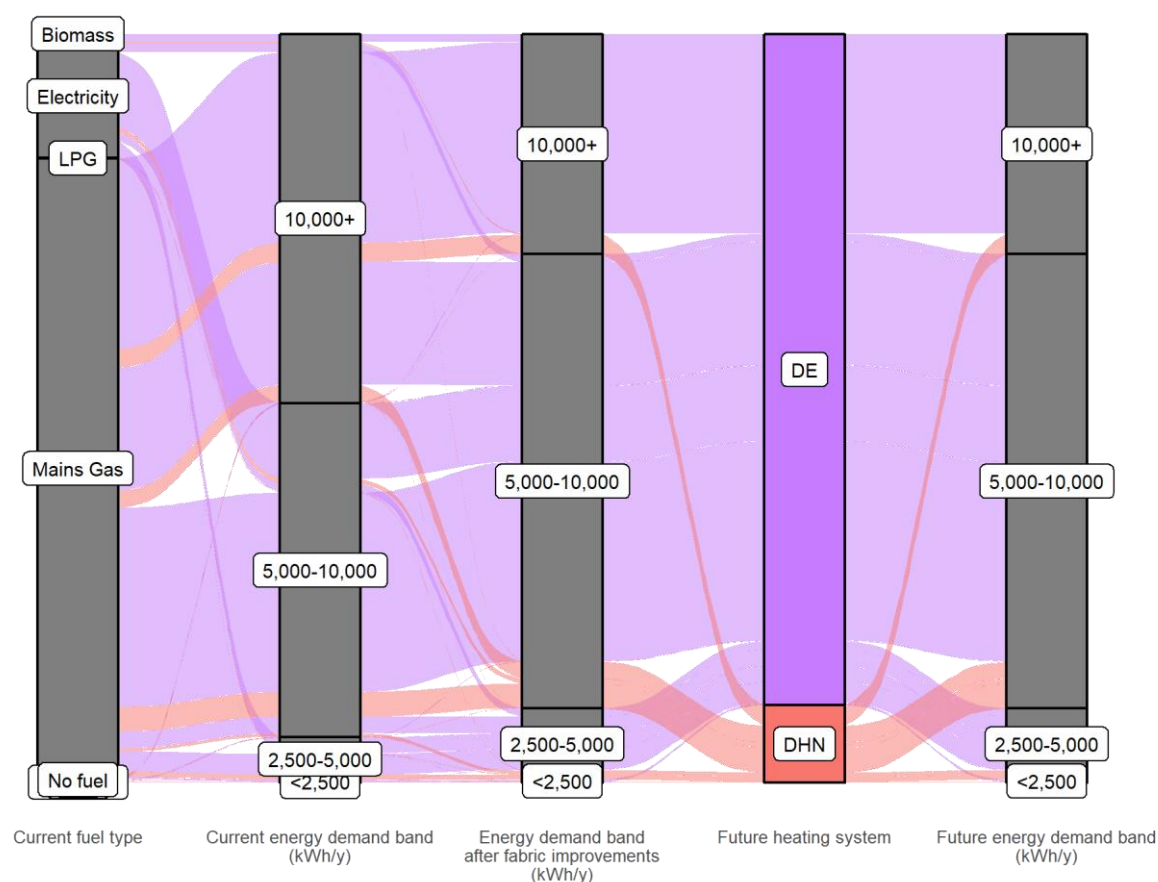 Biomass
Electricity
LPG
Mains Gas
No fuel
10,000+
5,000-10,000
2,500-5,000
<2,500
10,000+
5,000-10,000
2,500-5,000
<2,500
DE
DHN
10,000+
5,000-10,000
2,500-5,000
<2,500
Current fuel type
Current energy demand band
(kWh/y)
Energy demand band
after fabric improvements
(kWh/y)
Future heating system
Future energy demand band
(kWh/y)